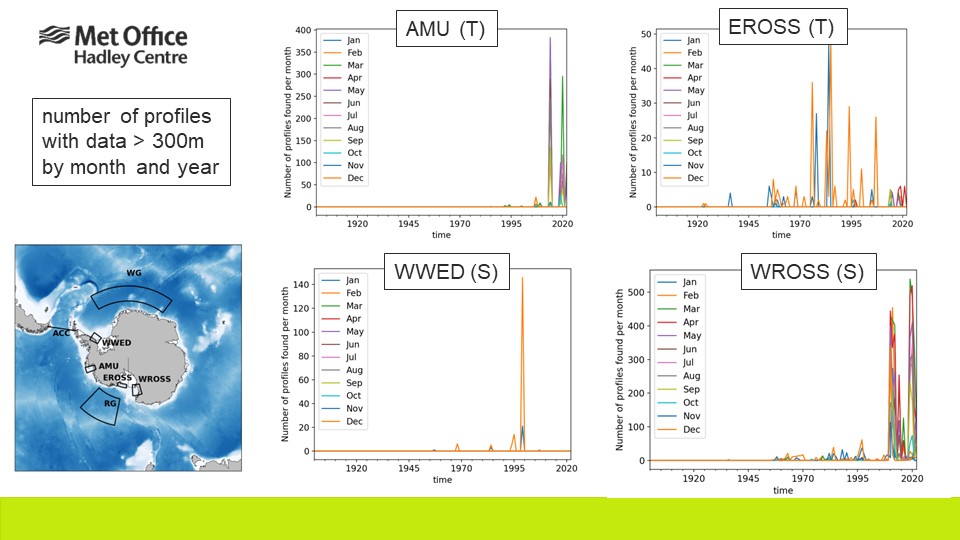 Met Office
Hadley Centre
number of profiles
with data > 300m
by month and year
AMU (T)
Number of profiles found per month
400
350
300
250
200
150
100
50
0
Jan
Feb
Mar
Apr
May
Jun
Jul
Aug
Sep
Oct
Nov
Dec
1920 1945 1970 1995 2020
time
EROSS (T)
Number of profiles found per month
50
40
30
20
10
0
Jan
Feb
Mar
Apr
May
Jun
Jul
Aug
Sep
Oct
Nov
Dec
1920 1945 1970 1995 2020
time
WG
ACC
WWED
AMU
EROSS WROSS
RG
WWED (S)
Number of profiles found per month
140
120
100
80
60
40
20
0
Jan
Feb
Mar
Apr
May
Jun
Jul
Aug
Sep
Oct
Nov
Dec
1920 1945 1970 1995 2020
time
WROSS (S)
Number of profiles found per month
500
400
300
200
100
0
Jan
Feb
Mar
Apr
May
Jun
Jul
Aug
Sep
Oct
Nov
Dec
1920 1945 1970 1995 2020
time